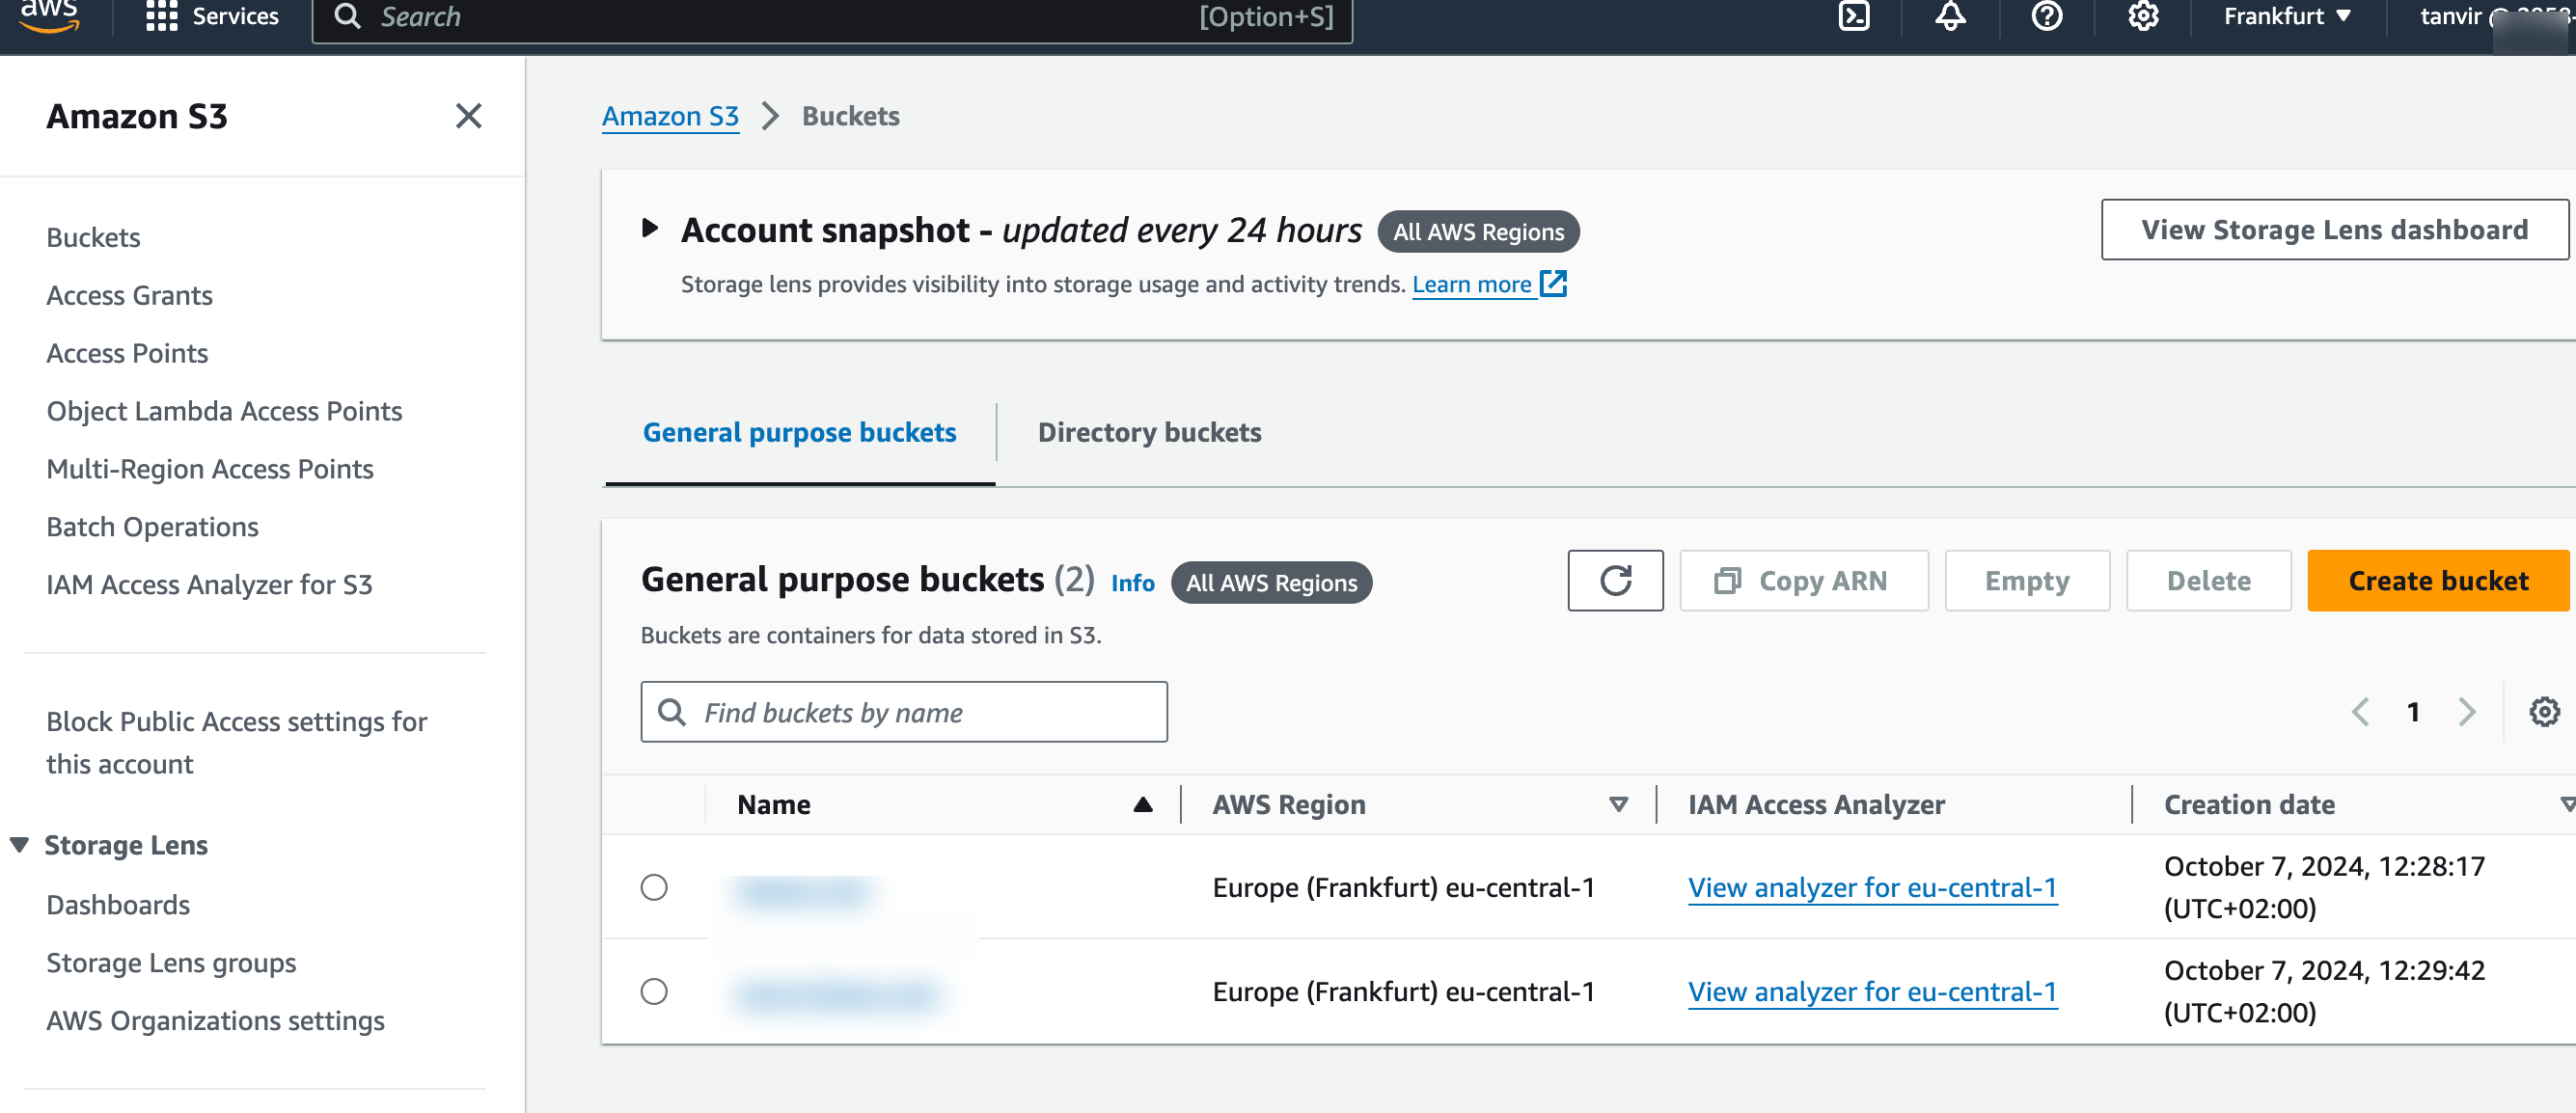 aws
Services
Search [Option+S]
Frankfurt ▼
tanvir @
Amazon S3
Buckets
Access Grants
Access Points
Object Lambda Access Points
Multi-Region Access Points
Batch Operations
IAM Access Analyzer for S3
Block Public Access settings for
this account
Storage Lens
Dashboards
Storage Lens groups
AWS Organizations settings
Amazon S3 > Buckets
Account snapshot - updated every 24 hours All AWS Regions
View Storage Lens dashboard
Storage lens provides visibility into storage usage and activity trends. Learn more
General purpose buckets
Directory buckets
General purpose buckets (2) Info All AWS Regions
Copy ARN
Empty
Delete
Create bucket
Buckets are containers for data stored in S3.
Find buckets by name
1
Name AWS Region IAM Access Analyzer Creation date
Europe (Frankfurt) eu-central-1 View analyzer for eu-central-1 October 7, 2024, 12:28:17
(UTC+02:00)
Europe (Frankfurt) eu-central-1 View analyzer for eu-central-1 October 7, 2024, 12:29:42
(UTC+02:00)